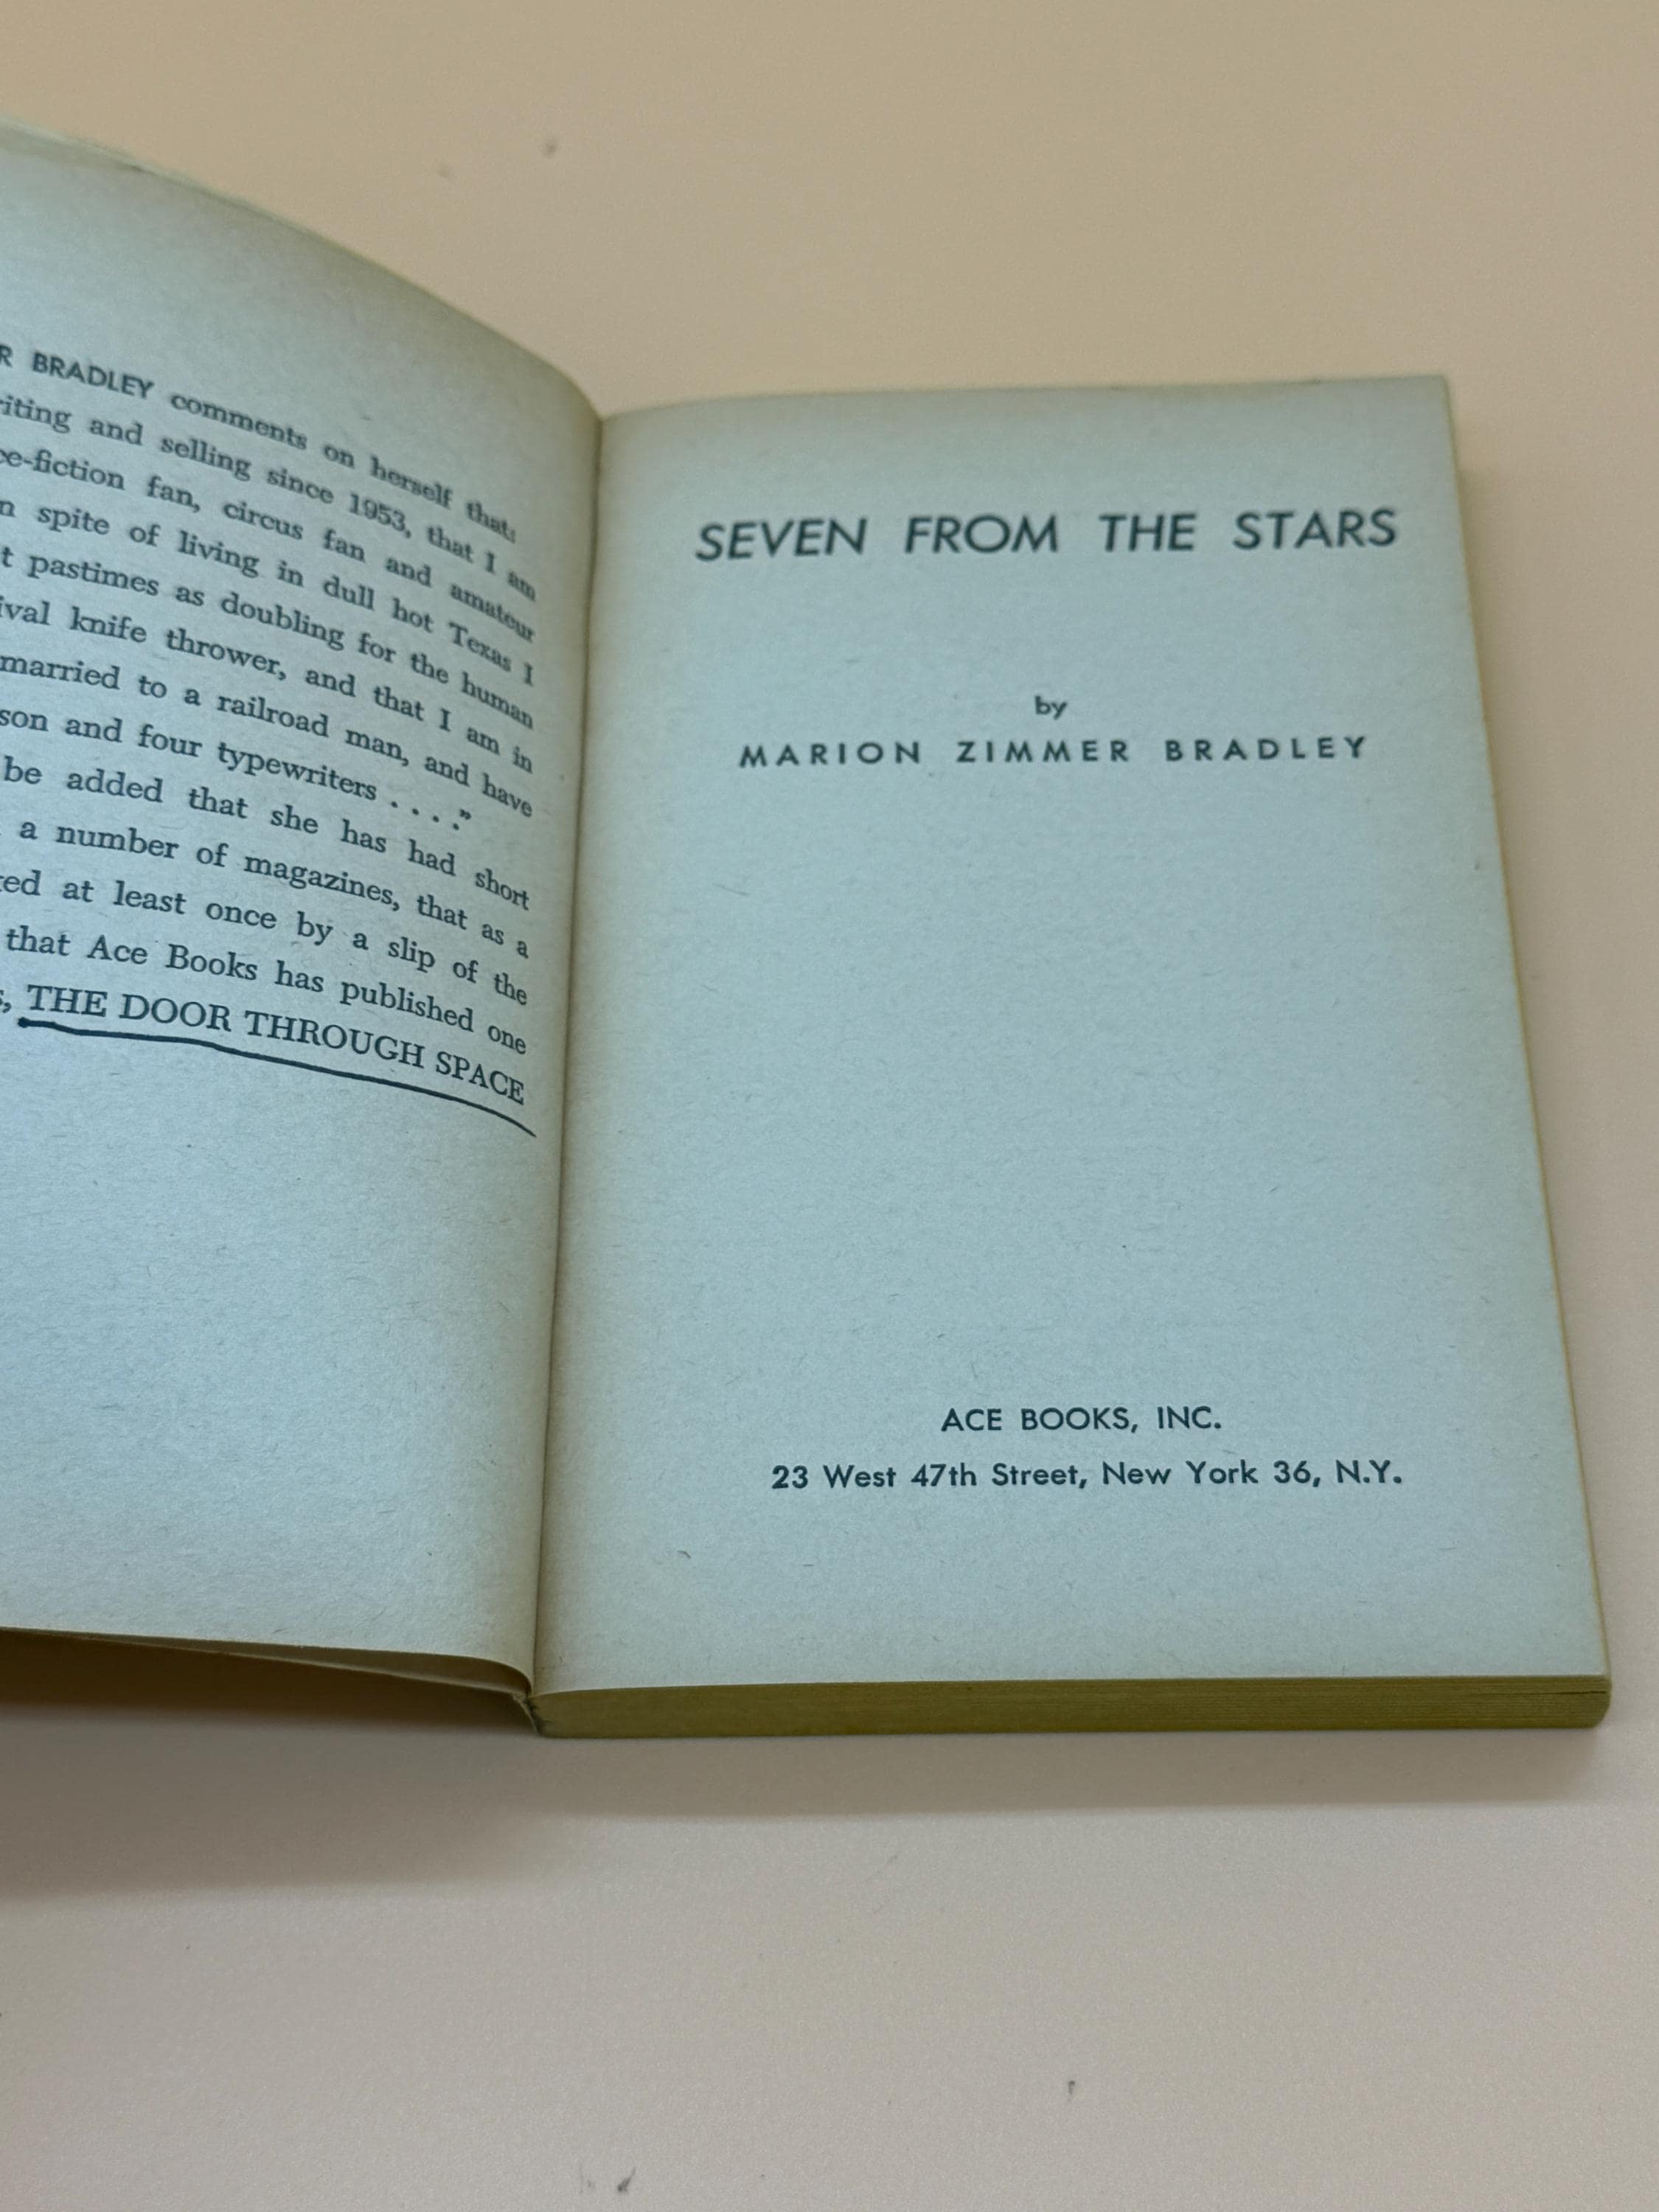 BRADLEY comments on herself that:
and selling since 1953, that I am
fan, circus fan and amateur
spite of living in dull hot Texas I
pastimes as doubling for the human
knife thrower, and that I am in
married to a railroad man, and have
son and four typewriters . . . ."
be added that she has had short
a number of magazines, that as a
at least once by a slip of the
that Ace Books has published one
THE DOOR THROUGH SPACE
SEVEN FROM THE STARS
by
MARION ZIMMER BRADLEY
ACE BOOKS, INC.
23 West 47th Street, New York 36, N.Y.